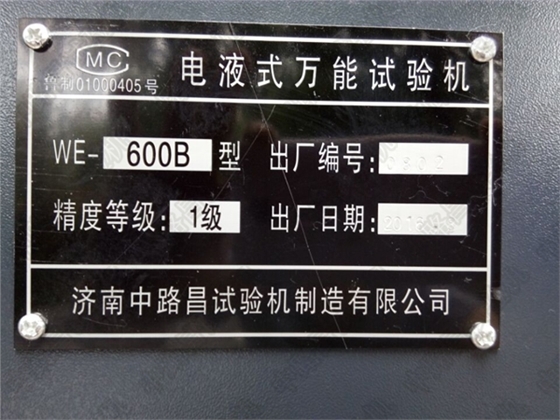 MC
鲁制01000405号
电液式万能试验机
WE-600B型 出厂编号:
精度等级:1级 出厂日期:
济南中路昌试验机制造有限公司